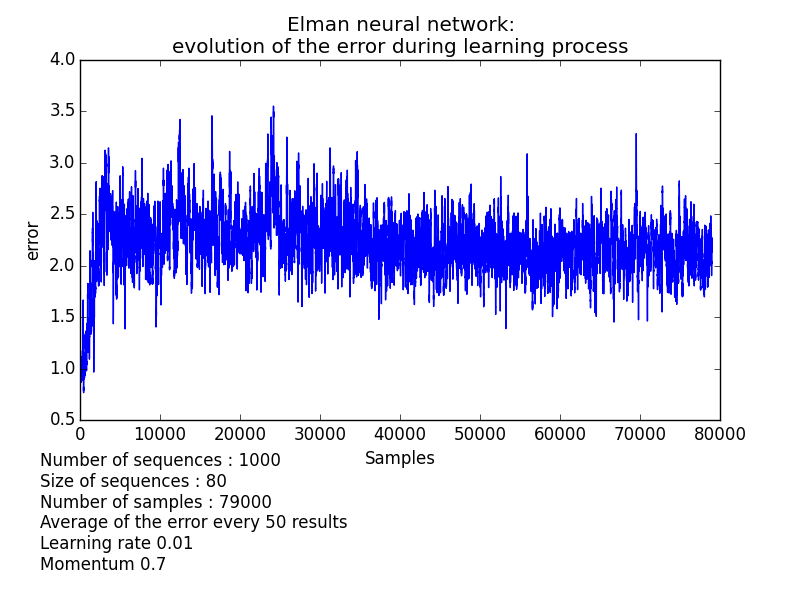 Elman neural network:
evolution of the error during learning process
4.0
3.5
3.0
2.5
2.0
1.5
1.0
0.5
error
0 10000 20000 30000 40000 50000 60000 70000 80000
Samples
Number of sequences : 1000
Size of sequences : 80
Number of samples : 79000
Average of the error every 50 results
Learning rate 0.01
Momentum 0.7